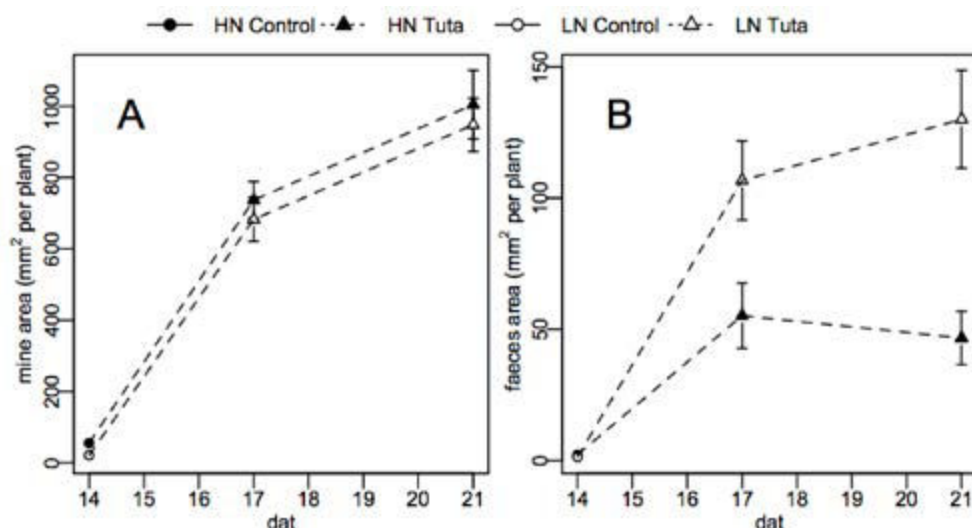 HN Control HN Tuta LN Control LN Tuta
A
B
mine area (mm² per plant)
0 200 400 600 800 1000
14 15 16 17 18 19 20 21
dat
faeces area (mm² per plant)
0 50 100 150
14 15 16 17 18 19 20 21
dat